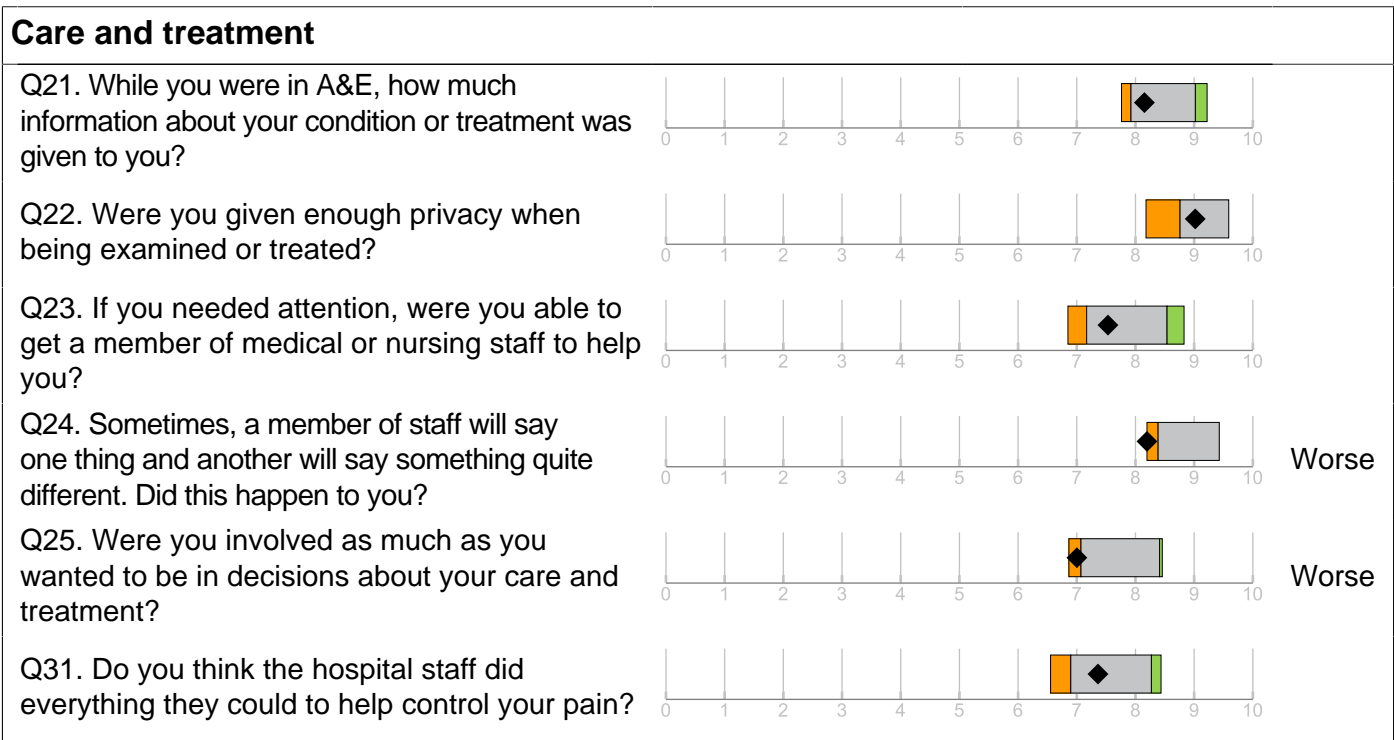 Care and treatment
Q21. While you were in A&E, how much
information about your condition or treatment was
given to you?
0 1 2 3 4 5 6 7 8 9 10
Q22. Were you given enough privacy when
being examined or treated?
0 1 2 3 4 5 6 7 8 9 10
Q23. If you needed attention, were you able to
get a member of medical or nursing staff to help
you?
0 1 2 3 4 5 6 7 8 9 10
Q24. Sometimes, a member of staff will say
one thing and another will say something quite
different. Did this happen to you?
0 1 2 3 4 5 6 7 8 9 10
Worse
Q25. Were you involved as much as you
wanted to be in decisions about your care and
treatment?
0 1 2 3 4 5 6 7 8 9 10
Worse
Q31. Do you think the hospital staff did
everything they could to help control your pain?
0 1 2 3 4 5 6 7 8 9 10